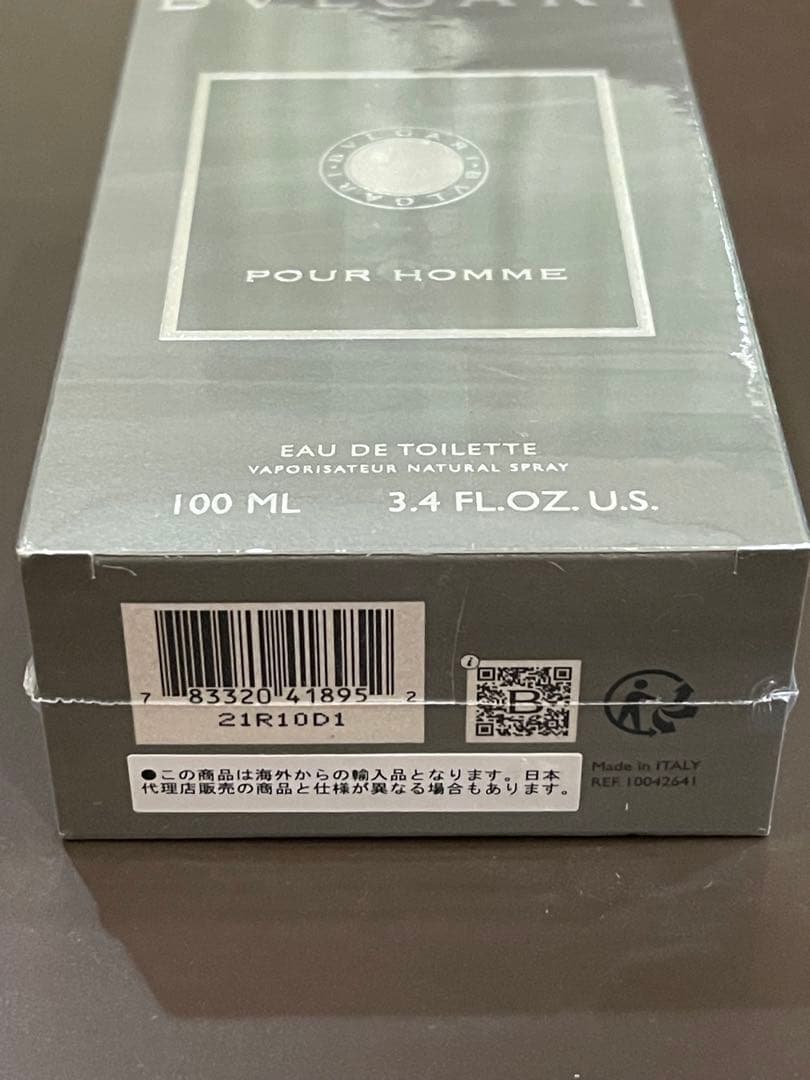 BVLGARI
BVLGARI · BVLGARI ·
POUR HOMME
EAU DE TOILETTE
VAPORISATEUR NATURAL SPRAY
100 ML 3.4 FL.OZ. U.S.
7 83320 41895 2
21R10D1
i
B
●この商品は海外からの輸入品となります。日本
代理店販売の商品と仕様が異なる場合もあります。
Made in ITALY
REF. 10042641